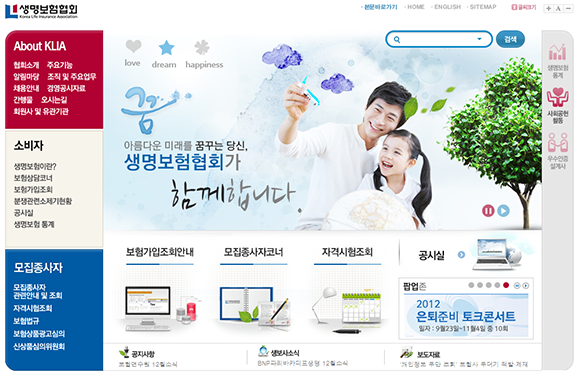 생명보험협회
Korea Life Insurance Association
본문바로가기 · HOME · ENGLISH · SITEMAP
글씨크기
+ A -
About KLIA
협회소개 주요기능
알림마당 조직 및 주요업무
채용안내 경영공시자료
간행물 오시는길
회원사 및 유관기관
소비자
생명보험이란?
보험상담코너
보험가입조회
분쟁관련소제기현황
공시실
생명보험 통계
모집종사자
모집종사자
관련안내 및 조회
자격시험조회
보험법규
보험상품광고심의
신상품심의위원회
love
dream
happiness
검색
꿈
아름다운 미래를 꿈꾸는 당신,
생명보험협회가
함께합니다.
생명보험
통계
사회공헌
활동
우수인증
설계사
보험가입조회안내
모집종사자코너
자격시험조회
공시실
팝업존
2012
은퇴준비 토크콘서트
일자 : 9월23일~11월4일 중 10회
공지사항
보험연수원 12월소식
생보사소식
BNP파리바카디프생명 12월소식
보도자료